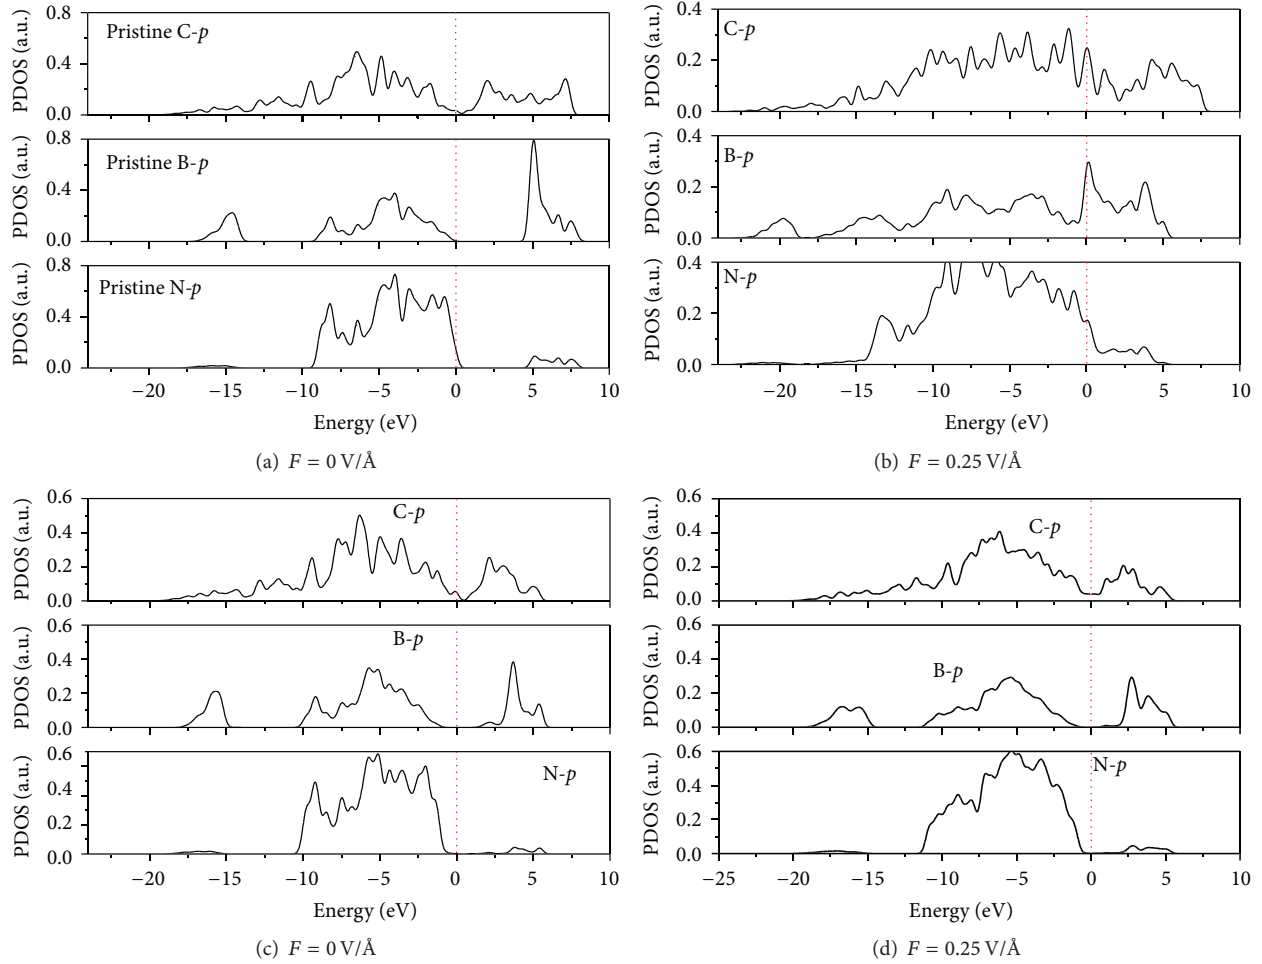 PDOS (a.u.)
0.8
0.4
0.0
Pristine C-p
PDOS (a.u.)
0.8
0.4
0.0
Pristine B-p
PDOS (a.u.)
0.8
0.4
0.0
Pristine N-p
−20 −15 −10 −5 0 5 10
Energy (eV)
(a) F = 0 V/Å
PDOS (a.u.)
0.4
0.2
0.0
C-p
PDOS (a.u.)
0.4
0.2
0.0
B-p
PDOS (a.u.)
0.4
0.2
0.0
N-p
−20 −15 −10 −5 0 5 10
Energy (eV)
(b) F = 0.25 V/Å
PDOS (a.u.)
0.6
0.4
0.2
0.0
C-p
PDOS (a.u.)
0.6
0.4
0.2
0.0
B-p
PDOS (a.u.)
0.6
0.4
0.2
0.0
N-p
−20 −15 −10 −5 0 5 10
Energy (eV)
(c) F = 0 V/Å
PDOS (a.u.)
0.6
0.4
0.2
0.0
C-p
PDOS (a.u.)
0.6
0.4
0.2
0.0
B-p
PDOS (a.u.)
0.6
0.4
0.2
0.0
N-p
−25 −20 −15 −10 −5 0 5 10
Energy (eV)
(d) F = 0.25 V/Å